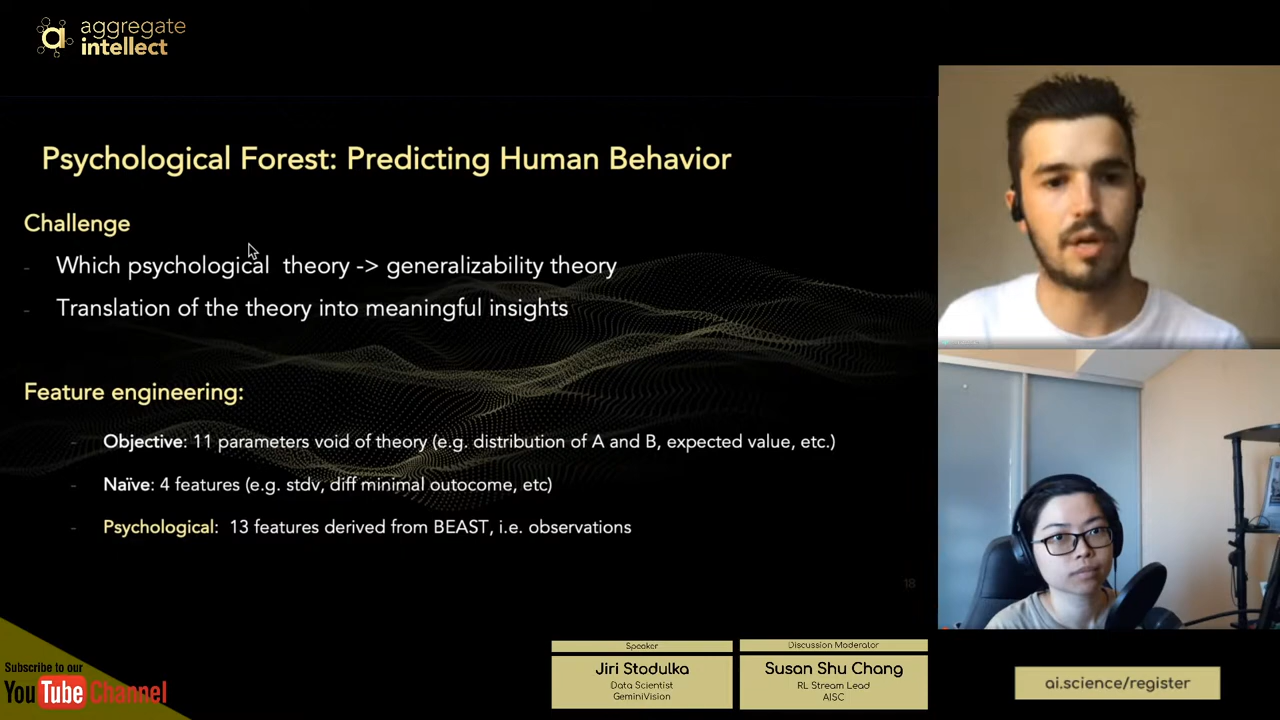 aggregate
intellect
Psychological Forest: Predicting Human Behavior
Challenge
- Which psychological theory -> generalizability theory
- Translation of the theory into meaningful insights
Feature engineering:
- Objective: 11 parameters void of theory (e.g. distribution of A and B, expected value, etc.)
- Naïve: 4 features (e.g. stdv, diff minimal outocome, etc)
- Psychological: 13 features derived from BEAST, i.e. observations
18
Subscribe to our
YouTube Channel
Speaker
Jiri Stodulka
Data Scientist
GeminiVision
Discussion Moderator
Susan Shu Chang
RL Stream Lead
AISC
ai.science/register